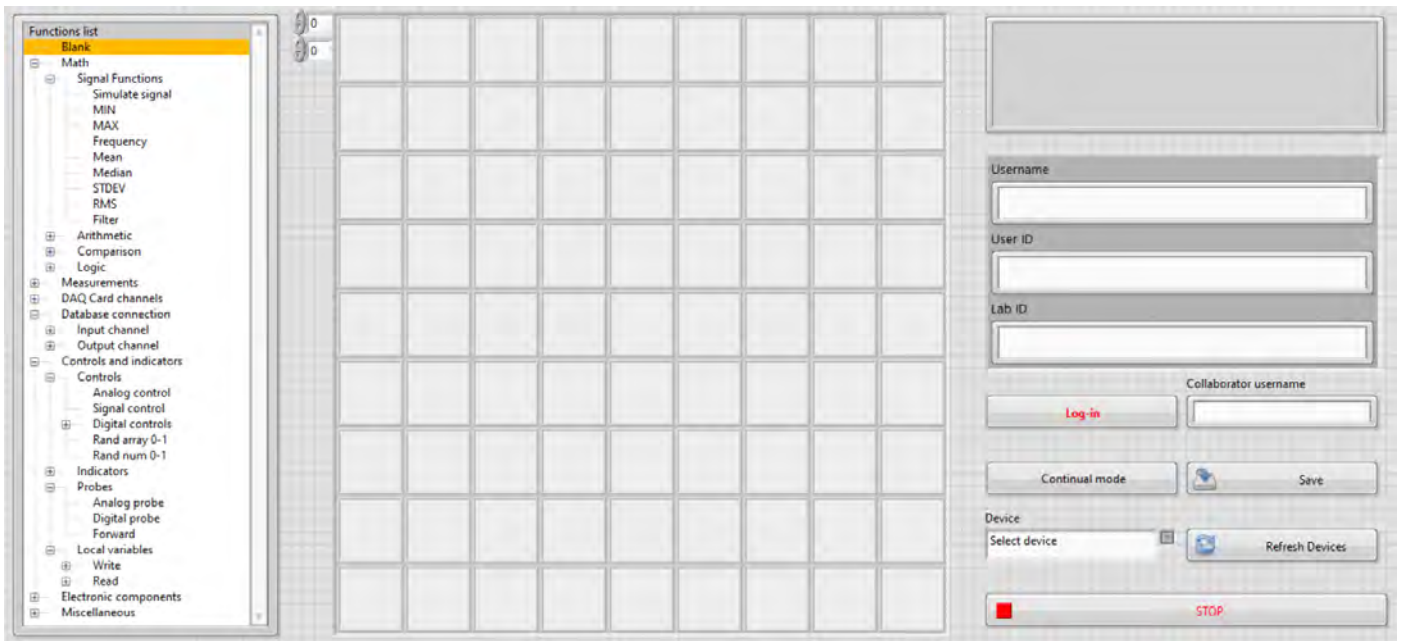 Functions list
Blank
Math
Signal Functions
Simulate signal
MIN
MAX
Frequency
Mean
Median
STDEV
RMS
Filter
Arithmetic
Comparison
Logic
Measurements
DAQ Card channels
Database connection
Input channel
Output channel
Controls and indicators
Controls
Analog control
Signal control
Digital controls
Rand array 0-1
Rand num 0-1
Indicators
Probes
Analog probe
Digital probe
Forward
Local variables
Write
Read
Electronic components
Miscellaneous
0
0
Username
User ID
Lab ID
Collaborator username
Log-in
Continual mode
Save
Device
Select device
Refresh Devices
STOP